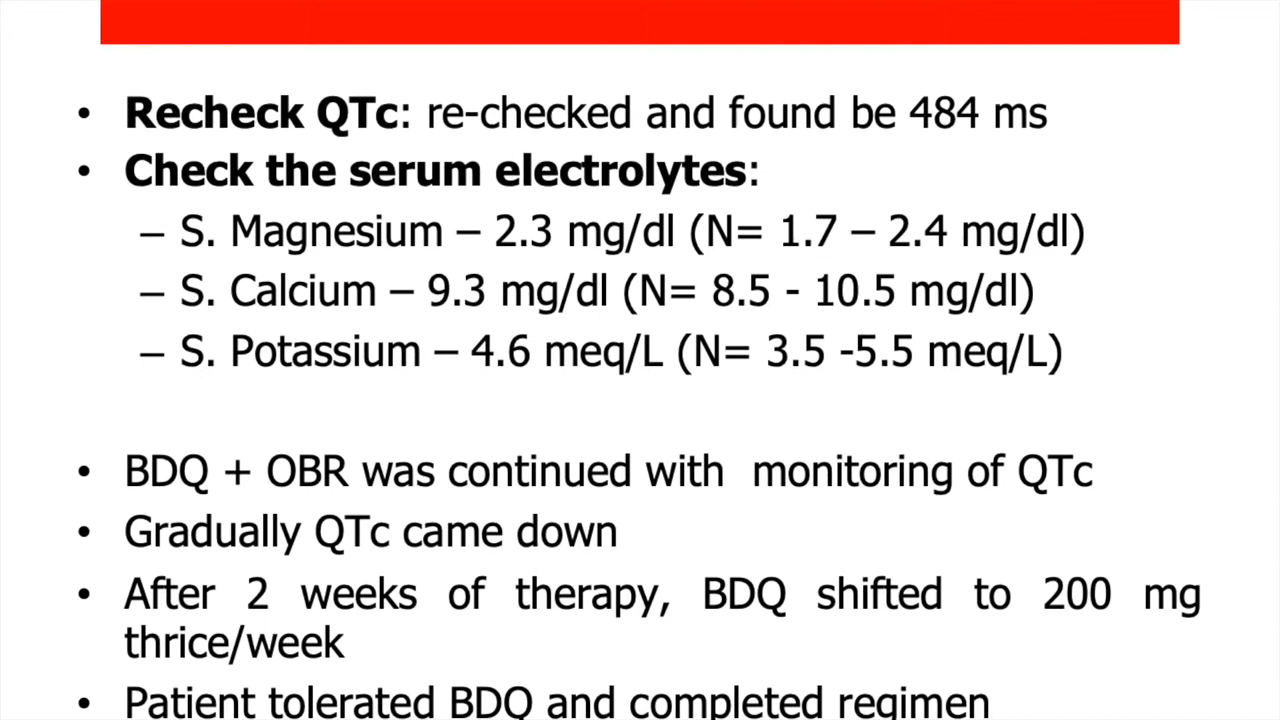 • Recheck QTc: re-checked and found be 484 ms
• Check the serum electrolytes:
– S. Magnesium – 2.3 mg/dl (N= 1.7 – 2.4 mg/dl)
– S. Calcium – 9.3 mg/dl (N= 8.5 - 10.5 mg/dl)
– S. Potassium – 4.6 meq/L (N= 3.5 -5.5 meq/L)
• BDQ + OBR was continued with monitoring of QTc
• Gradually QTc came down
• After 2 weeks of therapy, BDQ shifted to 200 mg
thrice/week
• Patient tolerated BDQ and completed regimen